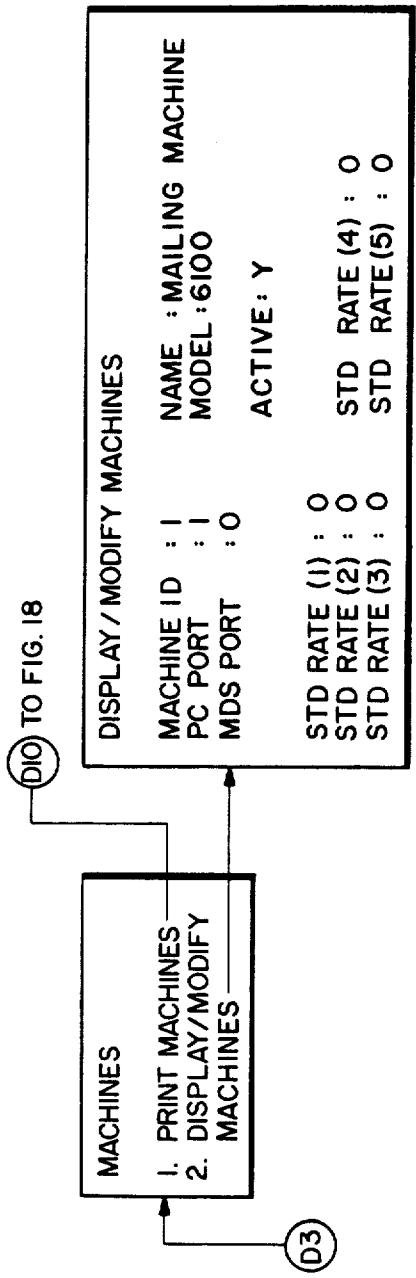 D10 TO FIG. 18
D3
MACHINES
1. PRINT MACHINES
2. DISPLAY/MODIFY
MACHINES
DISPLAY/MODIFY MACHINES
MACHINE ID : 1 NAME : MAILING MACHINE
PC PORT : 1 MODEL : 6100
MDS PORT : 0
ACTIVE: Y
STD RATE (1) : 0
STD RATE (2) : 0 STD RATE (4) : 0
STD RATE (3) : 0 STD RATE (5) : 0